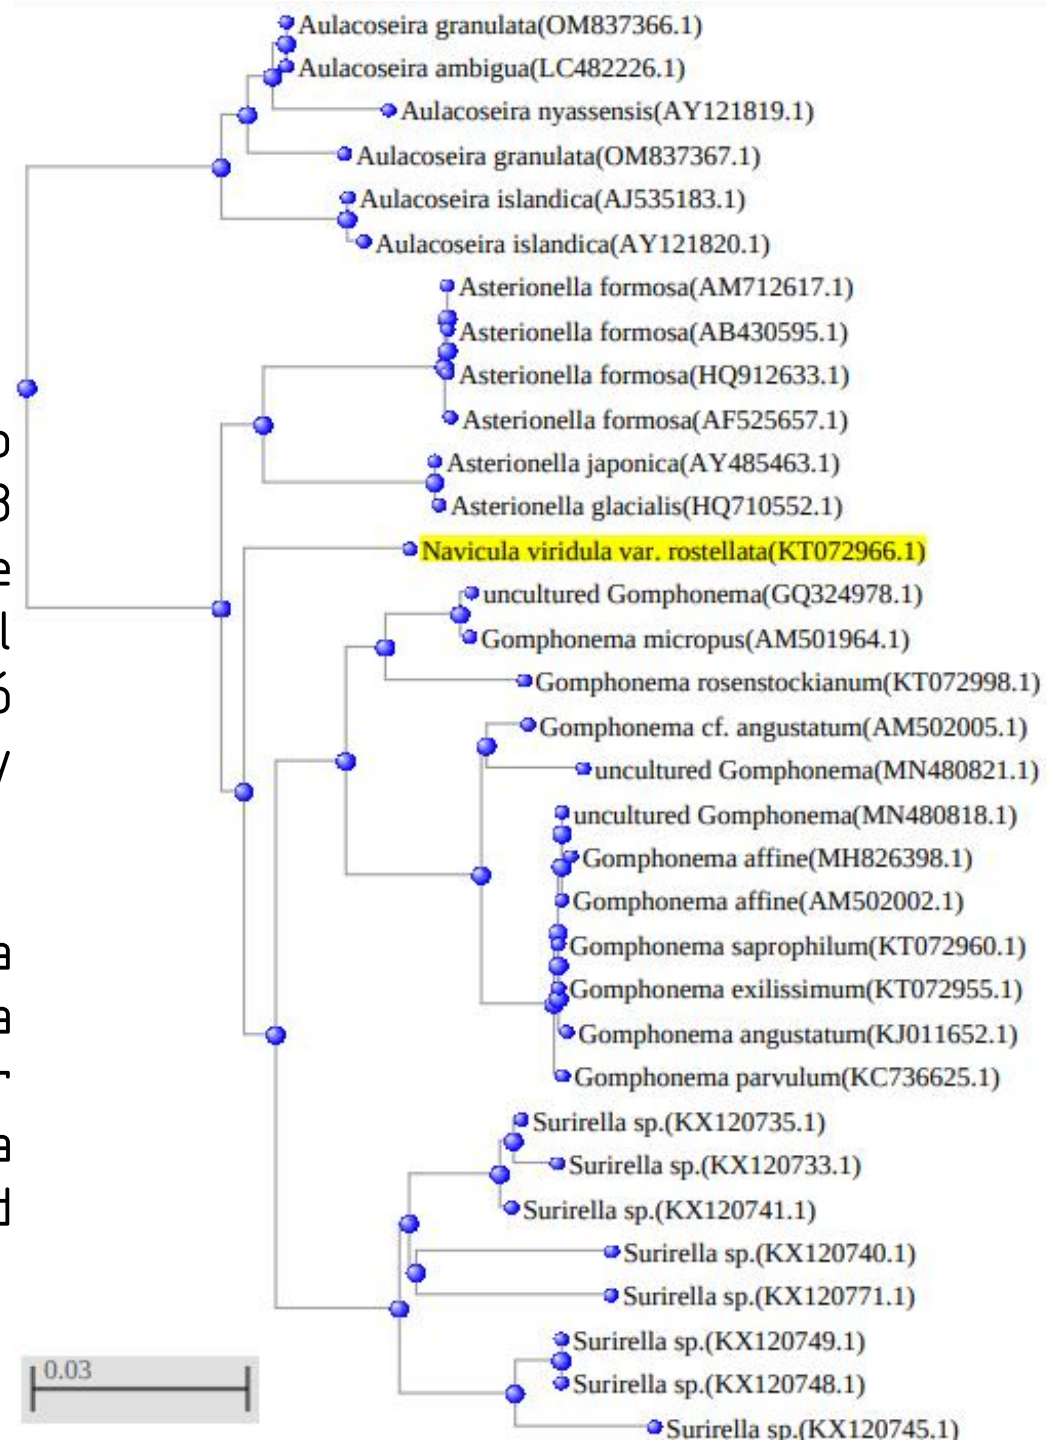 Aulacoseira granulata(OM837366.1)
Aulacoseira ambigua(LC482226.1)
Aulacoseira nyassensis(AY121819.1)
Aulacoseira granulata(OM837367.1)
Aulacoseira islandica(AJ535183.1)
Aulacoseira islandica(AY121820.1)
Asterionella formosa(AM712617.1)
Asterionella formosa(AB430595.1)
Asterionella formosa(HQ912633.1)
Asterionella formosa(AF525657.1)
Asterionella japonica(AY485463.1)
Asterionella glacialis(HQ710552.1)
Navicula viridula var. rostellata(KT072966.1)
uncultured Gomphonema(GQ324978.1)
Gomphonema micropus(AM501964.1)
Gomphonema rosenstockianum(KT072998.1)
Gomphonema cf. angustatum(AM502005.1)
uncultured Gomphonema(MN480821.1)
uncultured Gomphonema(MN480818.1)
Gomphonema affine(MH826398.1)
Gomphonema affine(AM502002.1)
Gomphonema saprophilum(KT072960.1)
Gomphonema exilissimum(KT072955.1)
Gomphonema angustatum(KJ011652.1)
Gomphonema parvulum(KC736625.1)
Surirella sp.(KX120735.1)
Surirella sp.(KX120733.1)
Surirella sp.(KX120741.1)
Surirella sp.(KX120740.1)
Surirella sp.(KX120771.1)
Surirella sp.(KX120749.1)
Surirella sp.(KX120748.1)
Surirella sp.(KX120745.1)
0.03